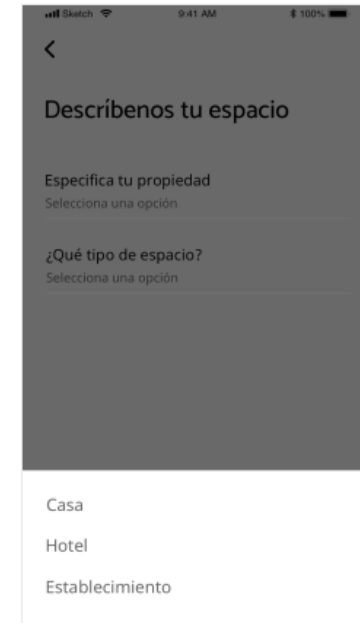 Sketch 9:41 AM 100%
Descríbenos tu espacio
Especifica tu propiedad
Selecciona una opción
¿Qué tipo de espacio?
Selecciona una opción
Casa
Hotel
Establecimiento